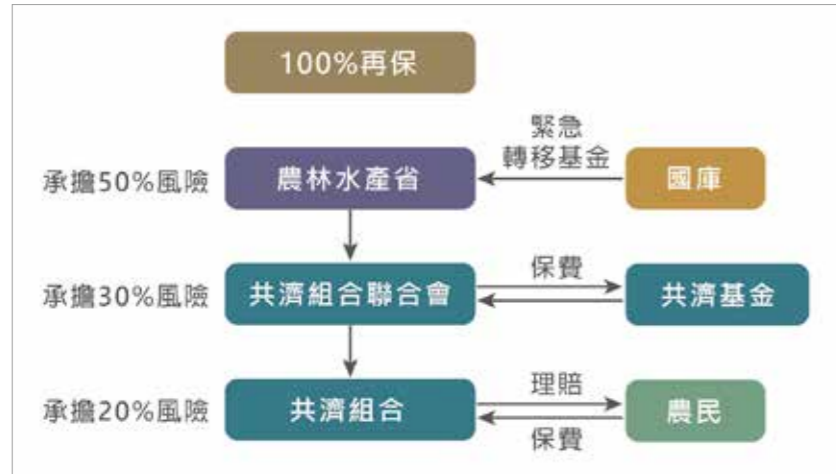 100%再保
緊急
轉移基金
承擔50%風險
農林水產省
國庫
保費
承擔30%風險
共濟組合聯合會
共濟基金
理賠
承擔20%風險
共濟組合
農民
保費